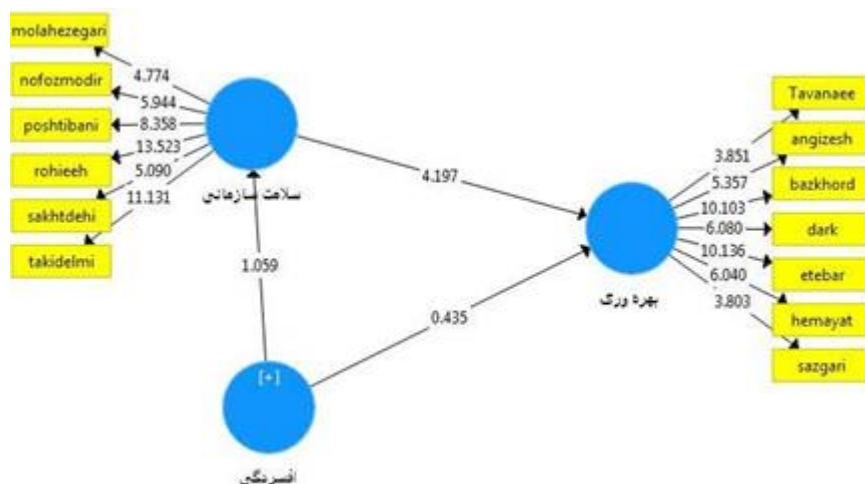 molahezegari
nofozmodir
poshtibani
rohieeh
sakhtdehi
takidelmi
4.774
5.944
8.358
13.523
5.090
11.131
سلامت سازمانی
4.197
1.059
0.435
[+]
افسردگی
بهره وری
3.851
5.357
10.103
6.080
10.136
6.040
3.803
Tavanaee
angizesh
bazkhord
dark
etebar
hemayat
sazgari